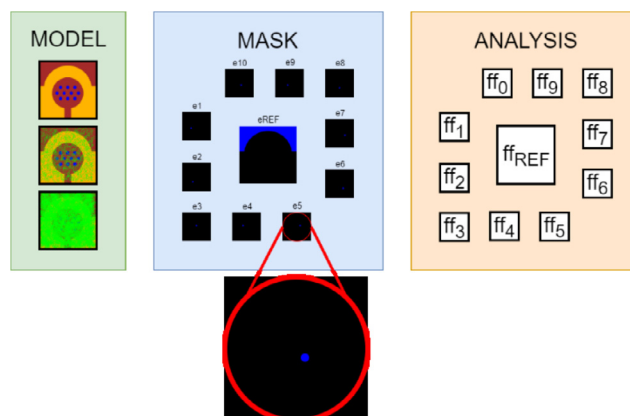 MODEL
MASK
ANALYSIS
e10 e9 e8
e1 eREF e7
e2 e6
e3 e4 e5
ff0 ff9 ff8
ff1 ffREF ff7
ff2 ff6
ff3 ff4 ff5